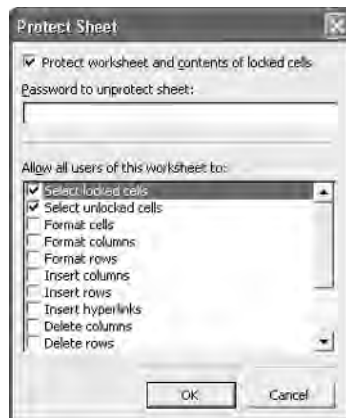 Protect Sheet
Protect worksheet and contents of locked cells
Password to unprotect sheet:
Allow all users of this worksheet to:
Select locked cells
Select unlocked cells
Format cells
Format columns
Format rows
Insert columns
Insert rows
Insert hyperlinks
Delete columns
Delete rows
OK
Cancel